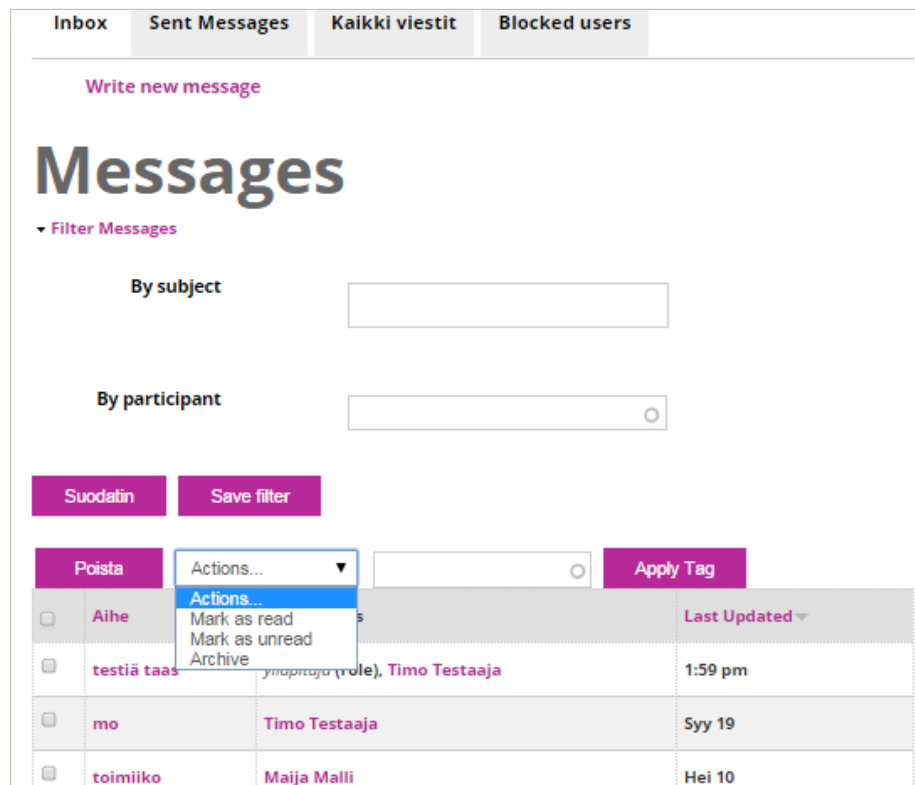 Inbox Sent Messages Kaikki viestit Blocked users
Write new message
Messages
Filter Messages
By subject
By participant
Suodatin Save filter
Poista Actions... Apply Tag
Actions...
Mark as read
Mark as unread
Archive
Aihe s Last Updated
testiä taas ylläpitäjä (role), Timo Testaaja 1:59 pm
mo Timo Testaaja Syy 19
toimiiko Maija Malli Hei 10